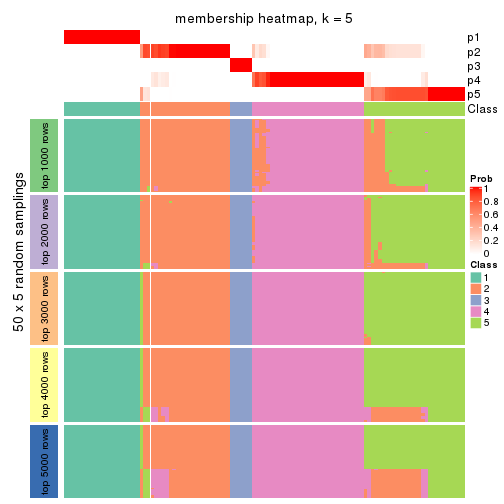 membership heatmap, k = 5
p1
p2
p3
p4
p5
Class
50 x 5 random samplings
top 1000 rows
top 2000 rows
top 3000 rows
top 4000 rows
top 5000 rows
Prob
1
0.8
0.6
0.4
0.2
0
Class
1
2
3
4
5